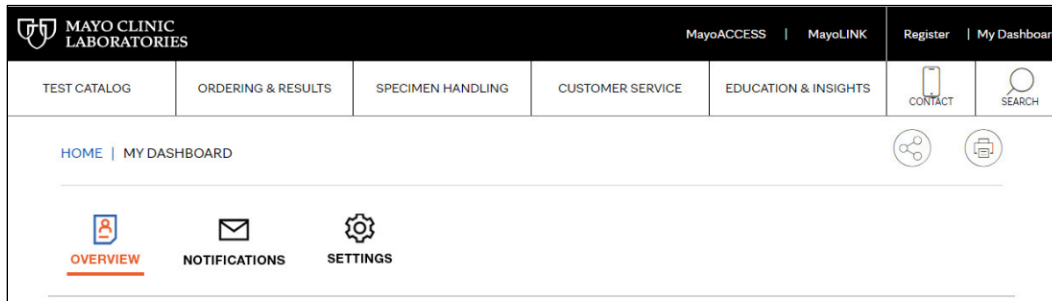 MAYO CLINIC
LABORATORIES
MayoACCESS | MayoLINK
Register | My Dashboar
TEST CATALOG
ORDERING & RESULTS
SPECIMEN HANDLING
CUSTOMER SERVICE
EDUCATION & INSIGHTS
CONTACT
SEARCH
HOME | MY DASHBOARD
OVERVIEW
NOTIFICATIONS
SETTINGS